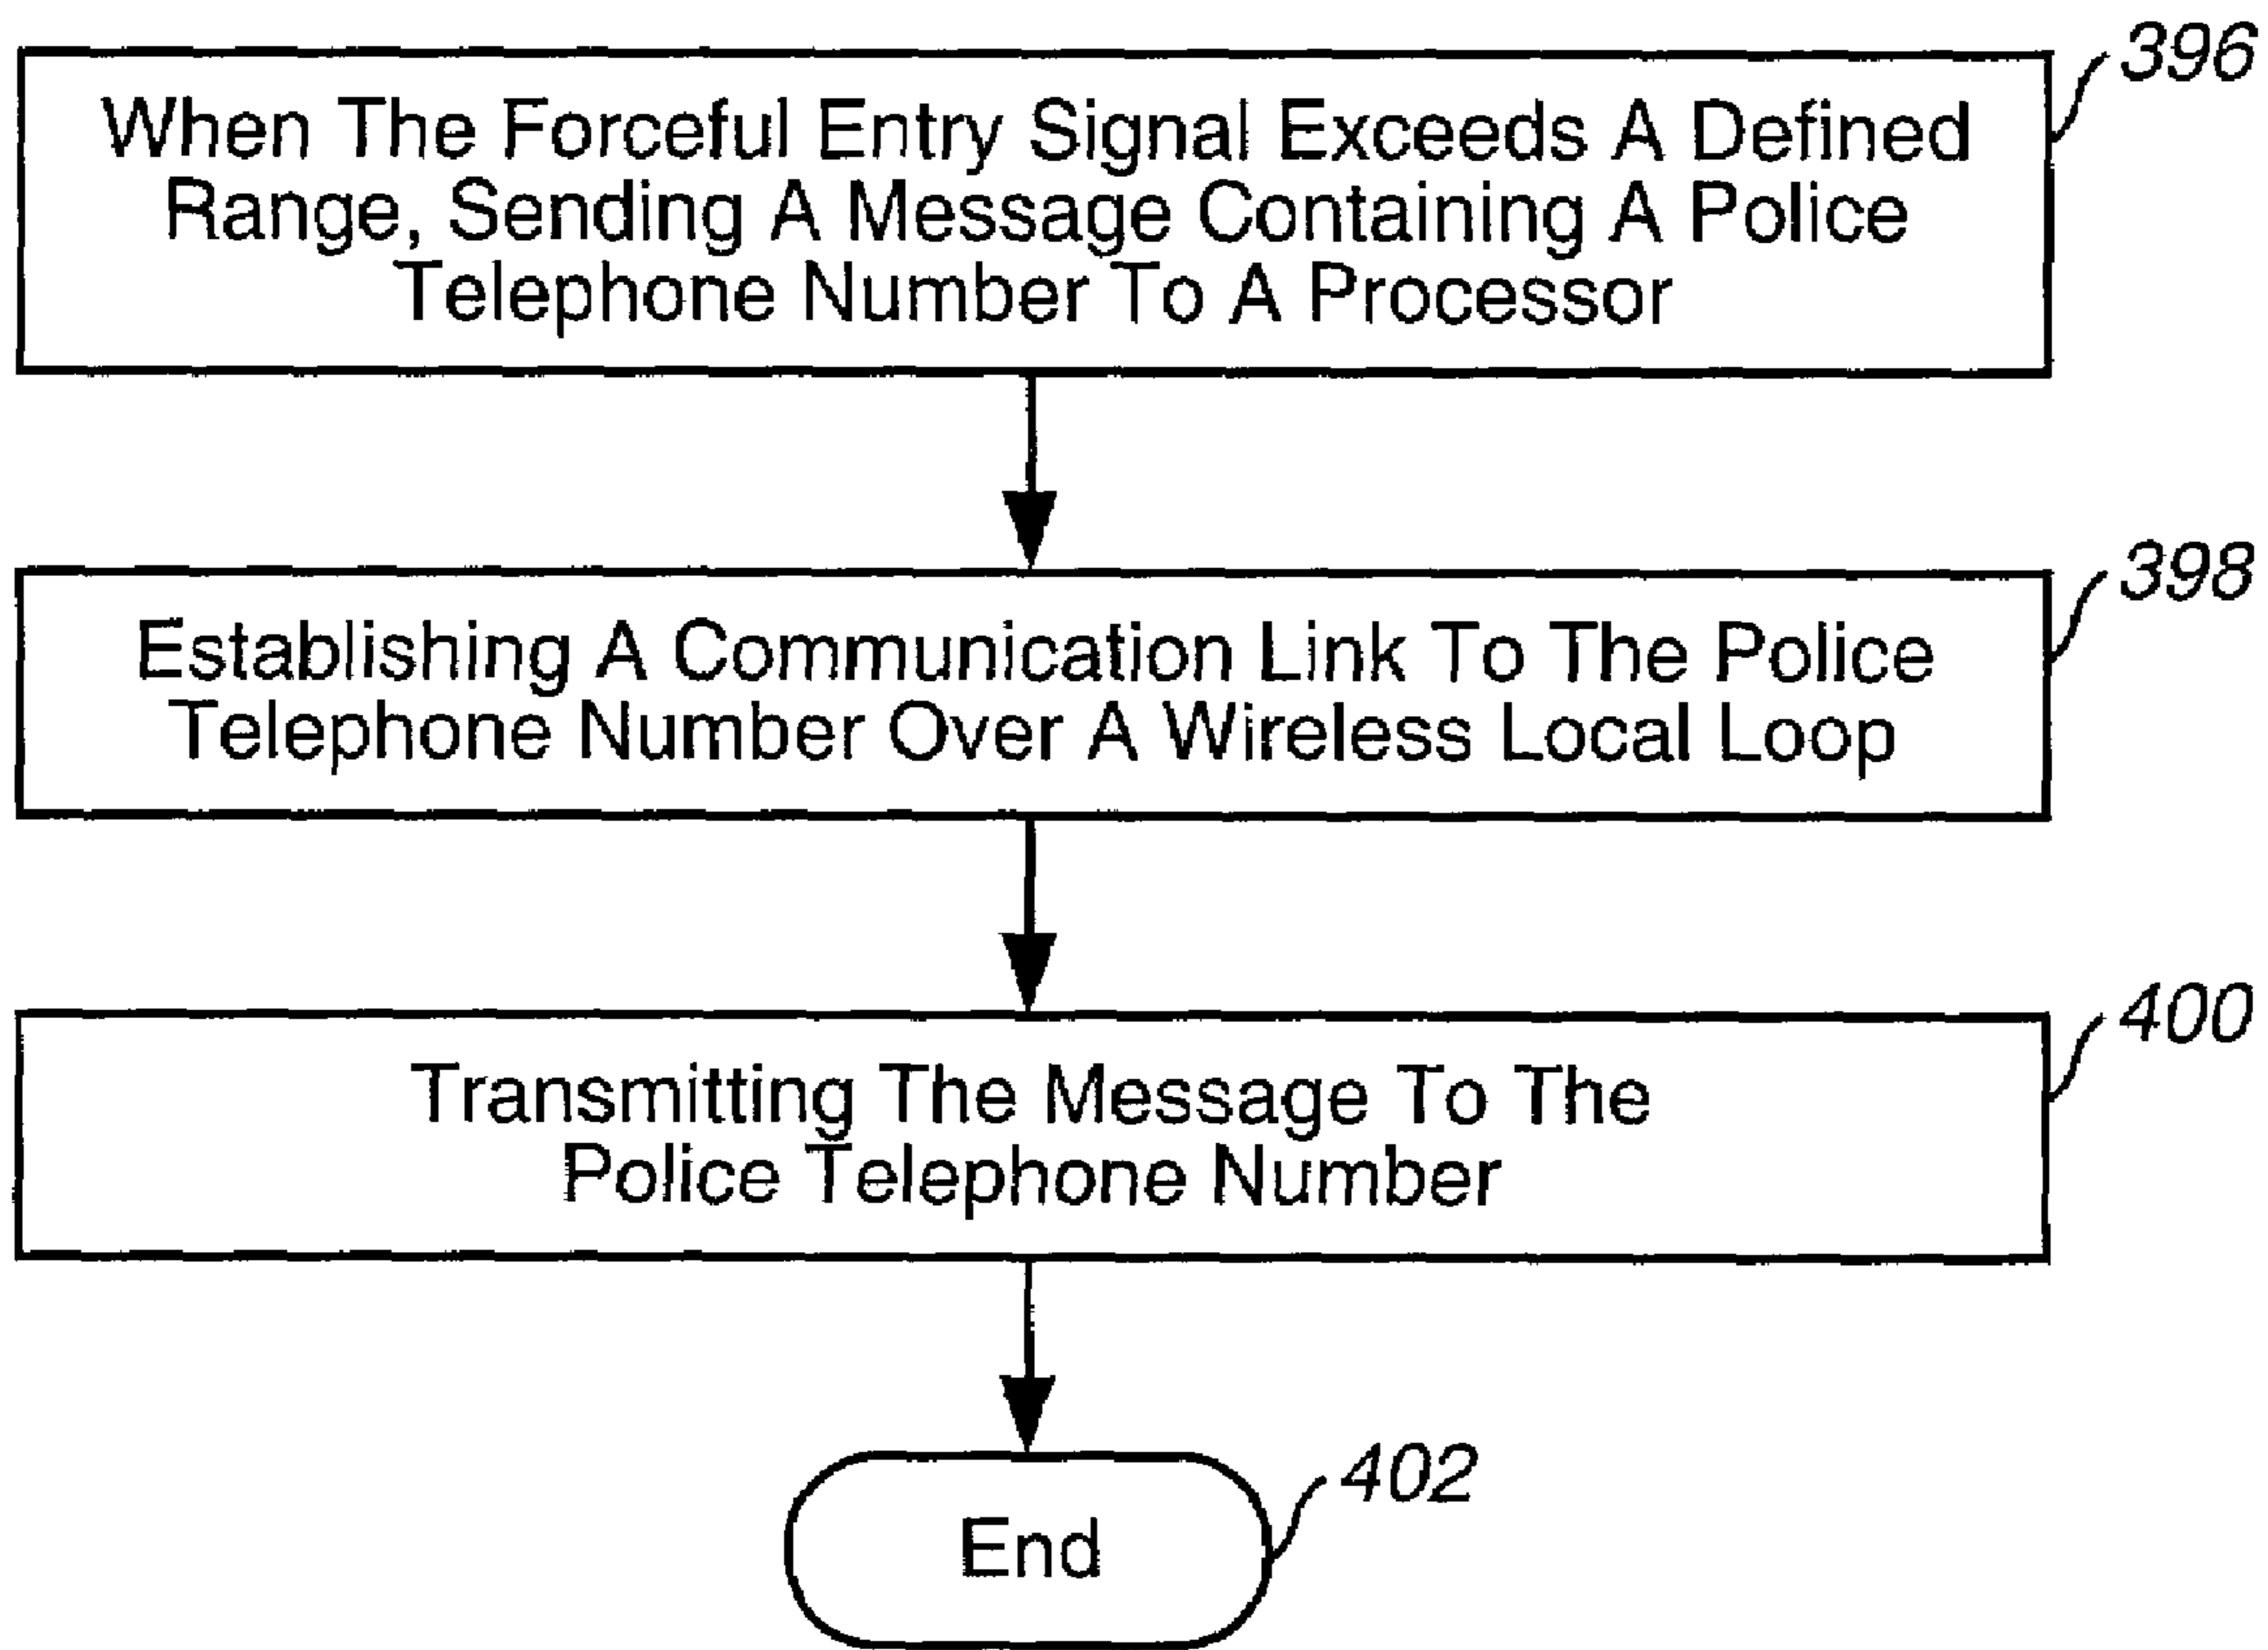 396
When The Forceful Entry Signal Exceeds A Defined
Range, Sending A Message Containing A Police
Telephone Number To A Processor
398
Establishing A Communication Link To The Police
Telephone Number Over A Wireless Local Loop
400
Transmitting The Message To The
Police Telephone Number
402
End